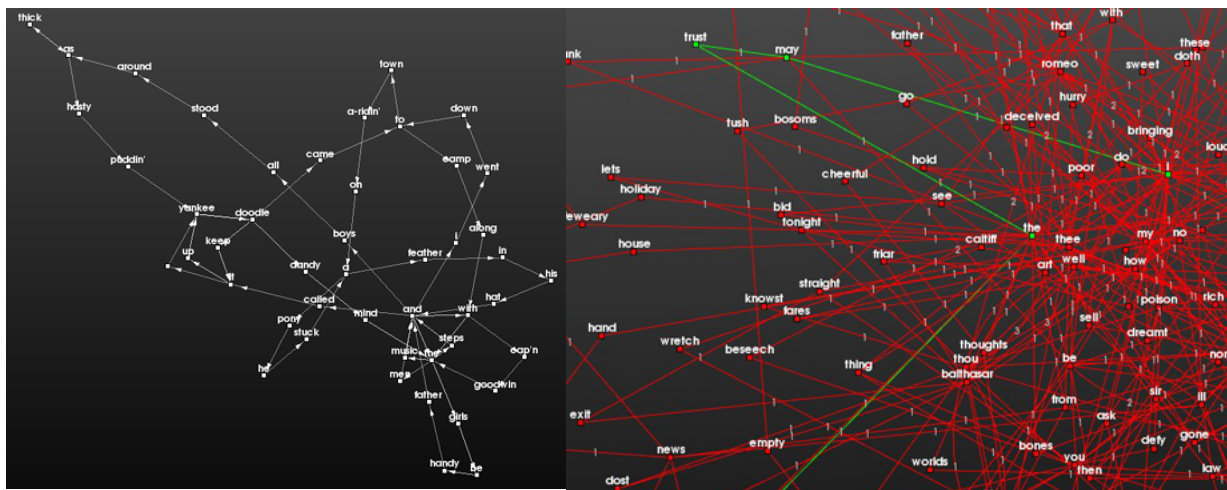 thick
as
around
hasty
stood
puddin'
all
came
town
a-ridin'
to
down
camp
went
on
yankee
doodle
keep
up
it
dandy
boys
a
feather
i
along
in
his
hat
called
mind
and
with
pony
stuck
he
music
the
steps
men
cap'n
goodwin
father
girls
handy
be
trust
may
father
that
with
these
doth
romeo
sweet
go
hurry
tush
bosoms
deceived
bringing
hold
poor
do
i
lets
holiday
cheerful
see
bid
tonight
the
thee
my
no
house
friar
caitiff
art
well
how
straight
knowst
fares
poison
rich
sell
dreamt
hand
wretch
beseech
thoughts
thou
thing
balthasar
be
sir
ill
from
exit
ask
news
empty
bones
defy
gone
worlds
you
then
law
dost